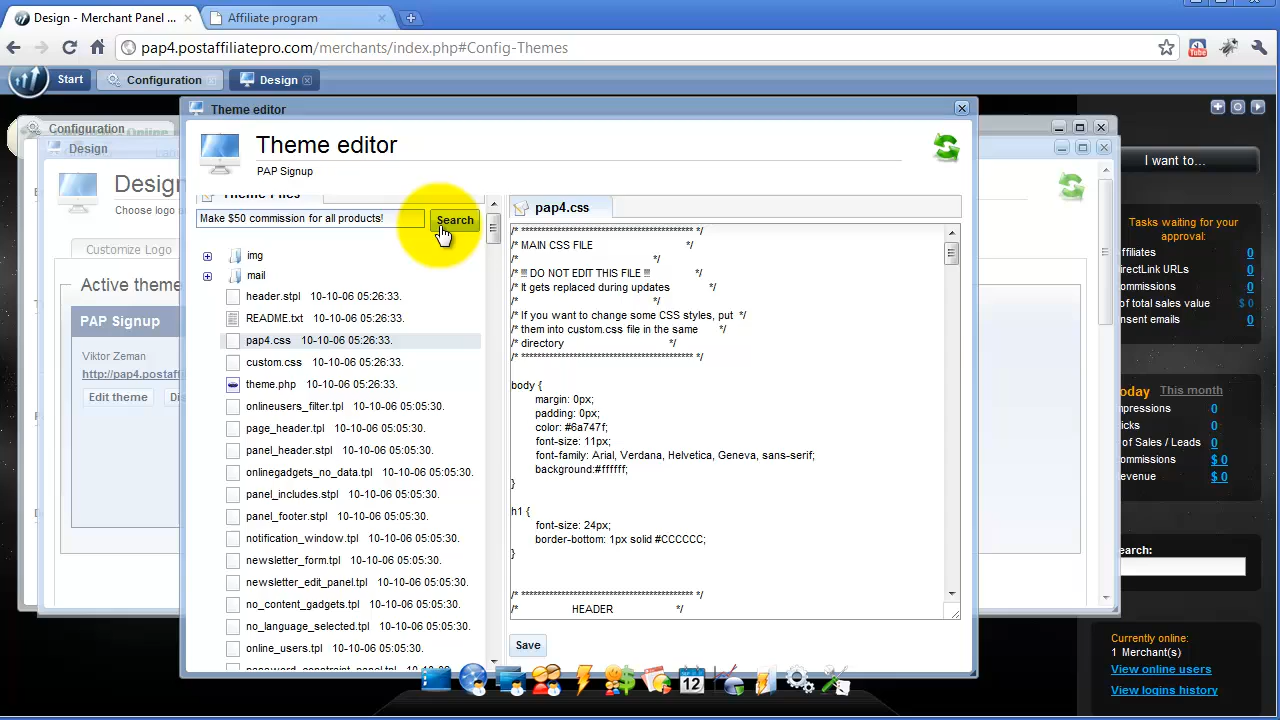 Design - Merchant Panel ...
Affiliate program
pap4.postaffiliatepro.com/merchants/index.php#Config-Themes
Start
Configuration
Design
Theme editor
Configuration
Online
Design
Theme editor
PAP Signup
I want to...
Design
Choose logo
Theme Files
pap4.css
Make $50 commission for all products!
Search
Tasks waiting for your
approval:
ffiliates 0
irectLink URLs 0
ommissions 0
of total sales value $ 0
nsent emails 0
Customize Logo
Active theme
PAP Signup
Viktor Zeman
http://pap4.postaffi
Edit theme
img
mail
header.stpl 10-10-06 05:26:33.
README.txt 10-10-06 05:26:33.
pap4.css 10-10-06 05:26:33.
custom.css 10-10-06 05:26:33.
theme.php 10-10-06 05:26:33.
onlineusers_filter.tpl 10-10-06 05:05:30.
page_header.tpl 10-10-06 05:05:30.
panel_header.stpl 10-10-06 05:05:30.
onlinegadgets_no_data.tpl 10-10-06 05:05:30.
panel_includes.stpl 10-10-06 05:05:30.
panel_footer.stpl 10-10-06 05:05:30.
notification_window.tpl 10-10-06 05:05:30.
newsletter_form.tpl 10-10-06 05:05:30.
newsletter_edit_panel.tpl 10-10-06 05:05:30.
no_content_gadgets.tpl 10-10-06 05:05:30.
no_language_selected.tpl 10-10-06 05:05:30.
online_users.tpl 10-10-06 05:05:30.
/* ****************************************** */
/* MAIN CSS FILE */
/* */
/* !!! DO NOT EDIT THIS FILE !!! */
/* It gets replaced during updates */
/* */
/* If you want to change some CSS styles, put */
/* them into custom.css file in the same */
/* directory */
/* ****************************************** */
body {
margin: 0px;
padding: 0px;
color: #6a747f;
font-size: 11px;
font-family: Arial, Verdana, Helvetica, Geneva, sans-serif;
background:#ffffff;
}
h1 {
font-size: 24px;
border-bottom: 1px solid #CCCCCC;
}
/* ****************************************** */
/* HEADER */
Save
oday This month
mpressions 0
licks 0
of Sales / Leads 0
ommissions $ 0
evenue $ 0
earch:
Currently online:
1 Merchant(s)
View online users
View logins history
12